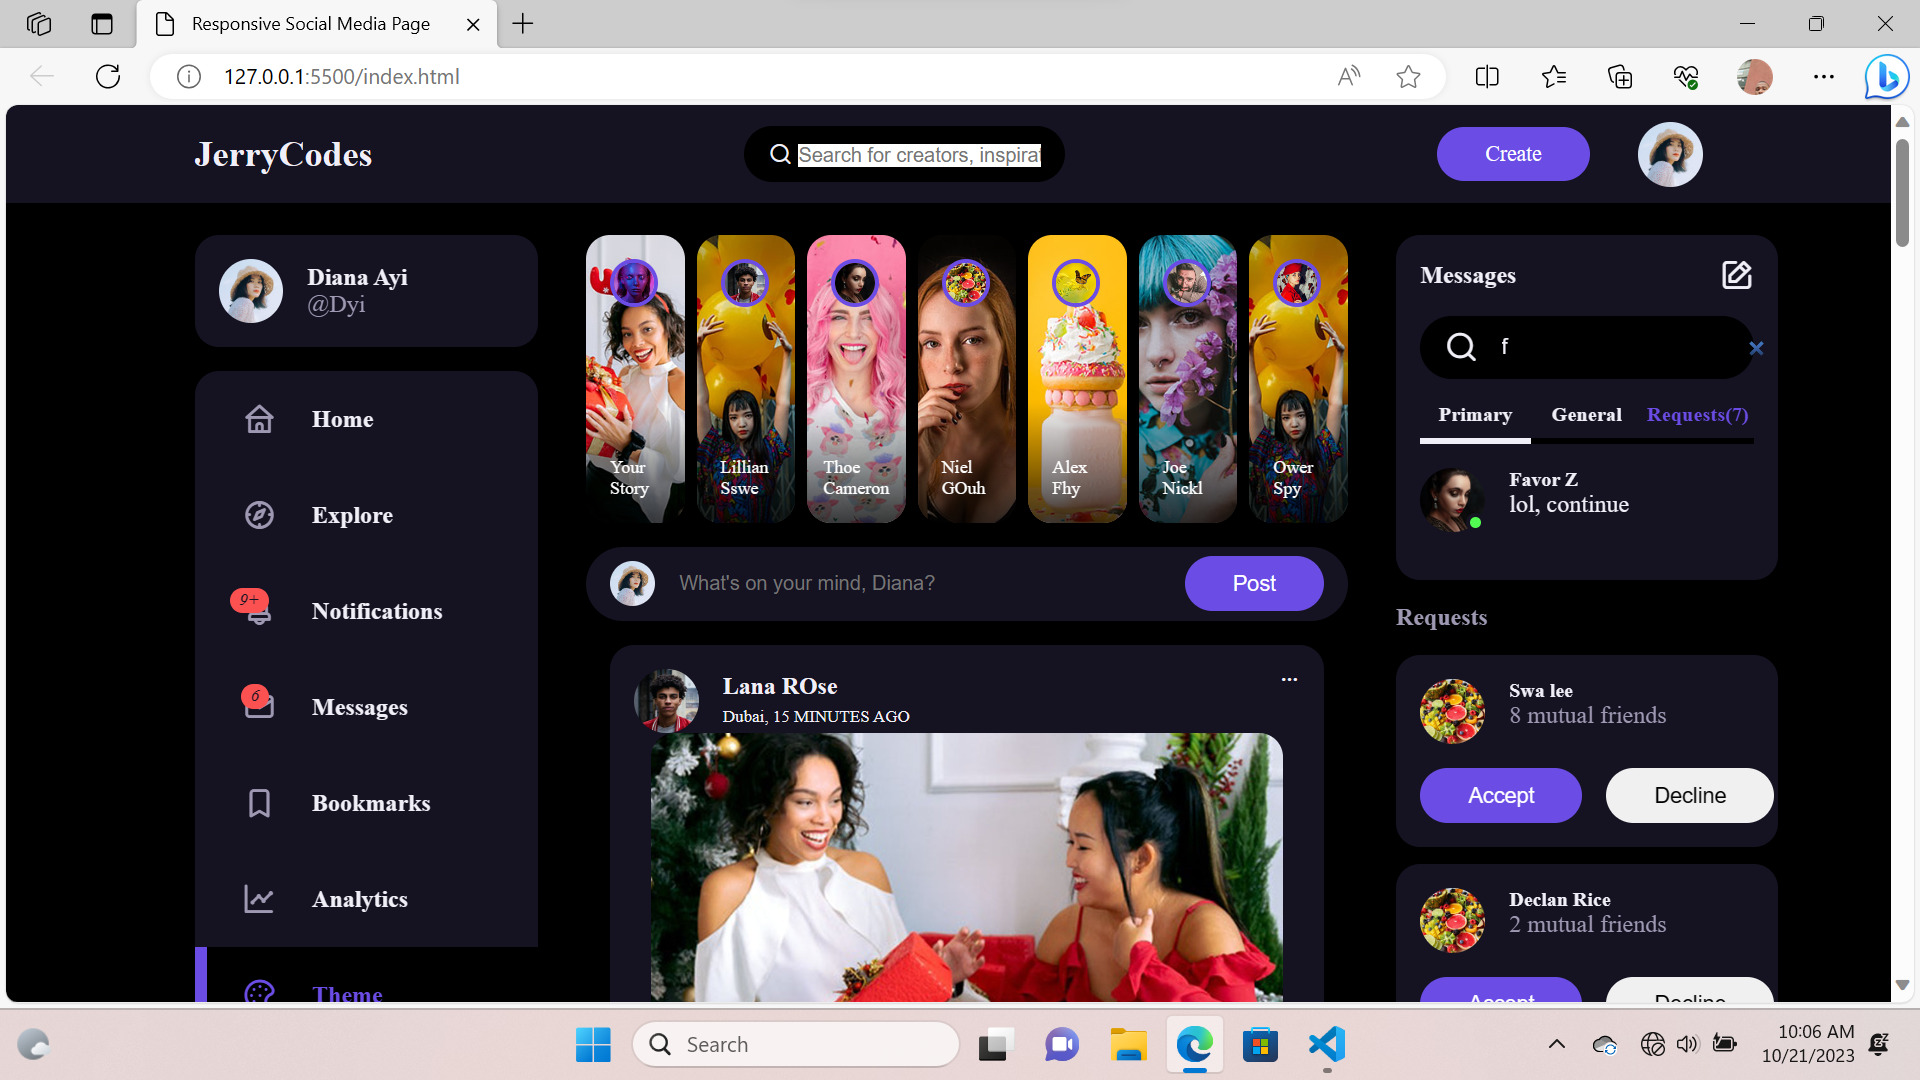 Responsive Social Media Page
127.0.0.1:5500/index.html
JerryCodes
Search for creators, inspirat
Create
Diana Ayi
@Dyi
Home
Explore
9+
Notifications
6
Messages
Bookmarks
Analytics
Theme
Your
Story
Lillian
Sswe
Thoe
Cameron
Niel
GOuh
Alex
Fhy
Joe
Nickl
Ower
Spy
What's on your mind, Diana?
Post
Lana ROse
Dubai, 15 MINUTES AGO
Messages
f
Primary General Requests(7)
Favor Z
lol, continue
Requests
Swa lee
8 mutual friends
Accept Decline
Declan Rice
2 mutual friends
Accept Decline
Search
10:06 AM
10/21/2023